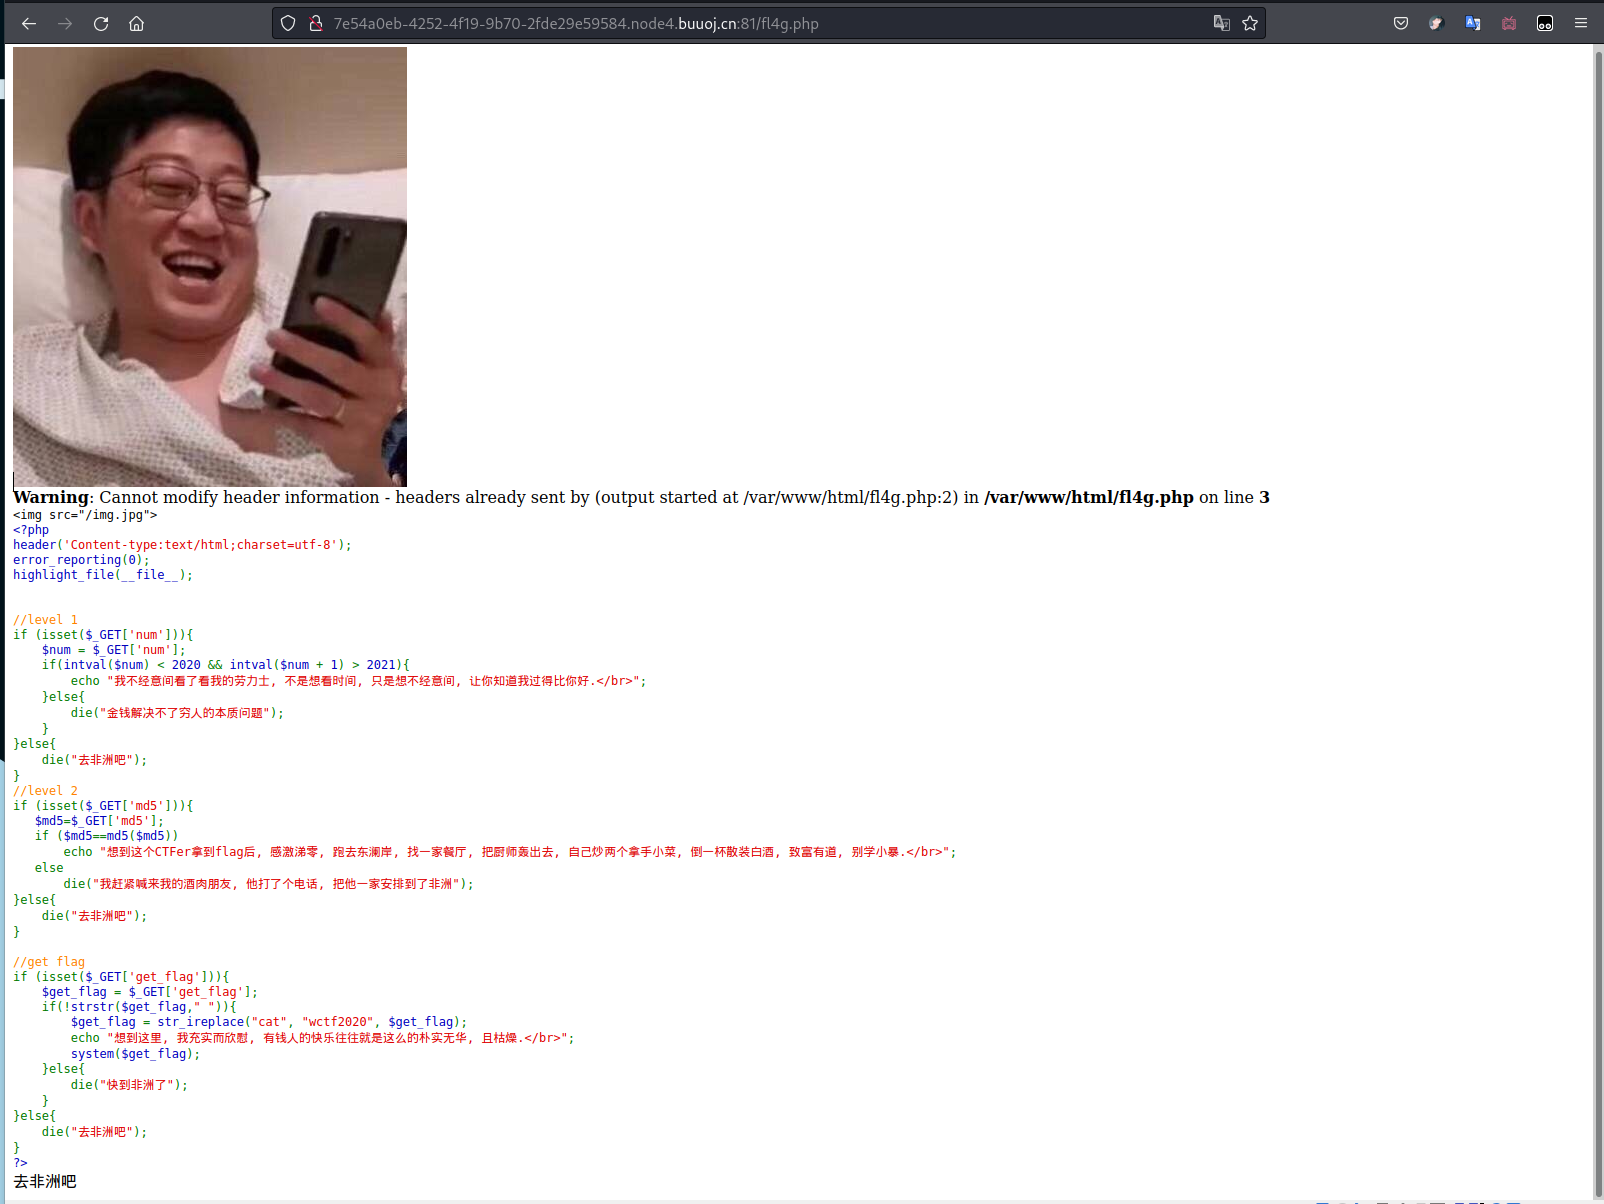 7e54a0eb-4252-4f19-9b70-2fde29e59584.node4.buuoj.cn:81/fl4g.php
Warning: Cannot modify header information - headers already sent by (output started at /var/www/html/fl4g.php:2) in /var/www/html/fl4g.php on line 3
<img src="/img.jpg">
<?php
header('Content-type:text/html;charset=utf-8');
error_reporting(0);
highlight_file(__file__);
//level 1
if (isset($_GET['num'])){
    $num = $_GET['num'];
    if(intval($num) < 2020 && intval($num + 1) > 2021){
        echo "我不经意间看了看我的劳力士, 不是想看时间, 只是想不经意间, 让你知道我过得比你好.</br>";
    }else{
        die("金钱解决不了穷人的本质问题");
    }
}else{
    die("去非洲吧");
}
//level 2
if (isset($_GET['md5'])){
   $md5=$_GET['md5'];
   if ($md5==md5($md5))
       echo "想到这个CTFer拿到flag后, 感激涕零, 跑去东澜岸, 找一家餐厅, 把厨师轰出去, 自己炒两个拿手小菜, 倒一杯散装白酒, 致富有道, 别学小暴.</br>";
   else
       die("我赶紧喊来我的酒肉朋友, 他打了个电话, 把他一家安排到了非洲");
}else{
    die("去非洲吧");
}
//get flag
if (isset($_GET['get_flag'])){
    $get_flag = $_GET['get_flag'];
    if(!strstr($get_flag," ")){
        $get_flag = str_ireplace("cat", "wctf2020", $get_flag);
        echo "想到这里, 我充实而欣慰, 有钱人的快乐往往就是这么的朴实无华, 且枯燥.</br>";
        system($get_flag);
    }else{
        die("快到非洲了");
    }
}else{
    die("去非洲吧");
}
?>
去非洲吧